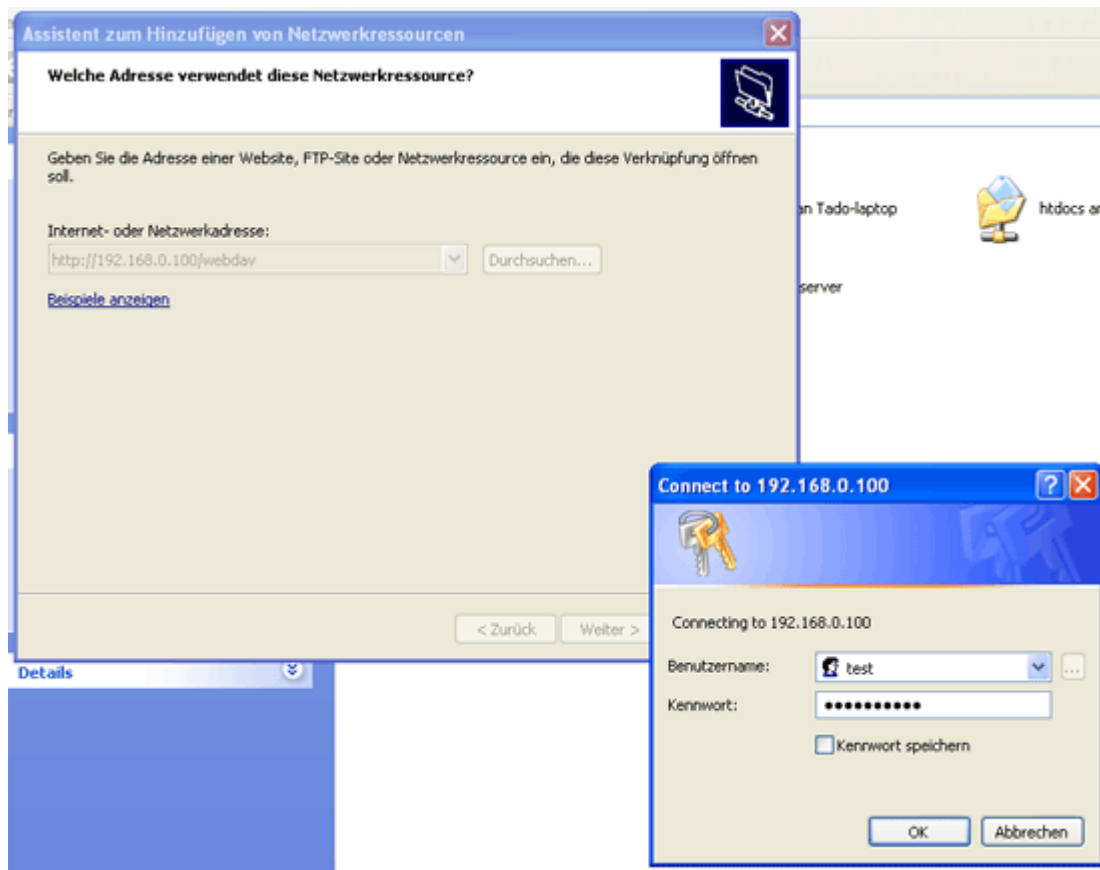 Assistent zum Hinzufügen von Netzwerkressourcen
Welche Adresse verwendet diese Netzwerkressource?
Geben Sie die Adresse einer Website, FTP-Site oder Netzwerkressource ein, die diese Verknüpfung öffnen
soll.
Internet- oder Netzwerkadresse:
http://192.168.0.100/webdav
Durchsuchen...
Beispiele anzeigen
< Zurück
Weiter >
an Tado-laptop
htdocs
server
Details
Connect to 192.168.0.100
Connecting to 192.168.0.100
Benutzername:
test
...
Kennwort:
●●●●●●●●●●
Kennwort speichern
OK
Abbrechen